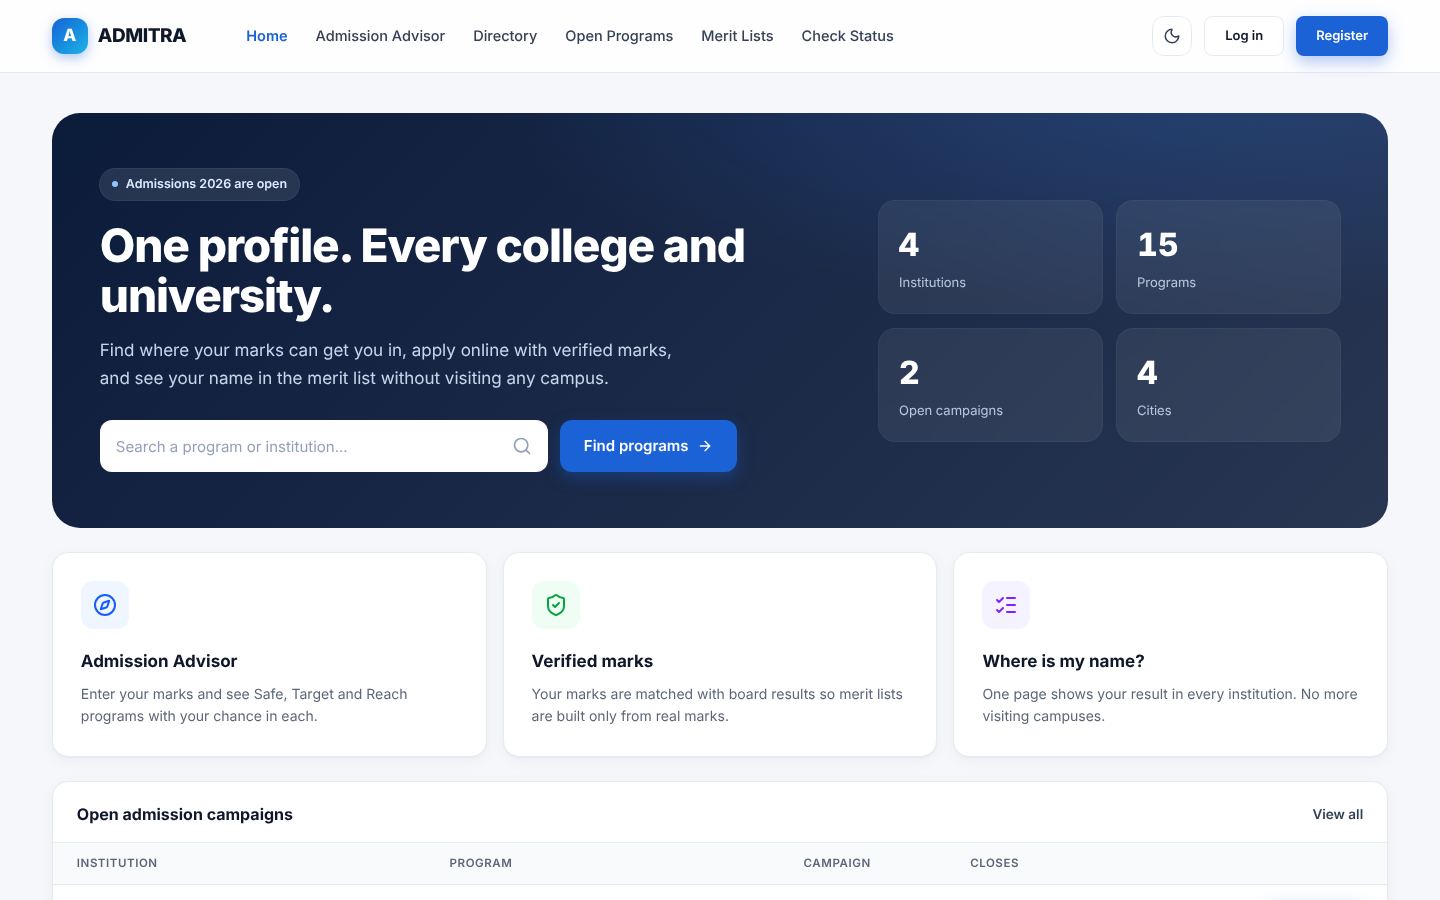 A ADMITRA Home Admission Advisor Directory Open Programs Merit Lists Check Status Log in Register
Admissions 2026 are open
One profile. Every college and
university.
Find where your marks can get you in, apply online with verified marks,
and see your name in the merit list without visiting any campus.
Search a program or institution...
Find programs
4
Institutions
15
Programs
2
Open campaigns
4
Cities
Admission Advisor
Enter your marks and see Safe, Target and Reach
programs with your chance in each.
Verified marks
Your marks are matched with board results so merit lists
are built only from real marks.
Where is my name?
One page shows your result in every institution. No more
visiting campuses.
Open admission campaigns View all
INSTITUTION PROGRAM CAMPAIGN CLOSES